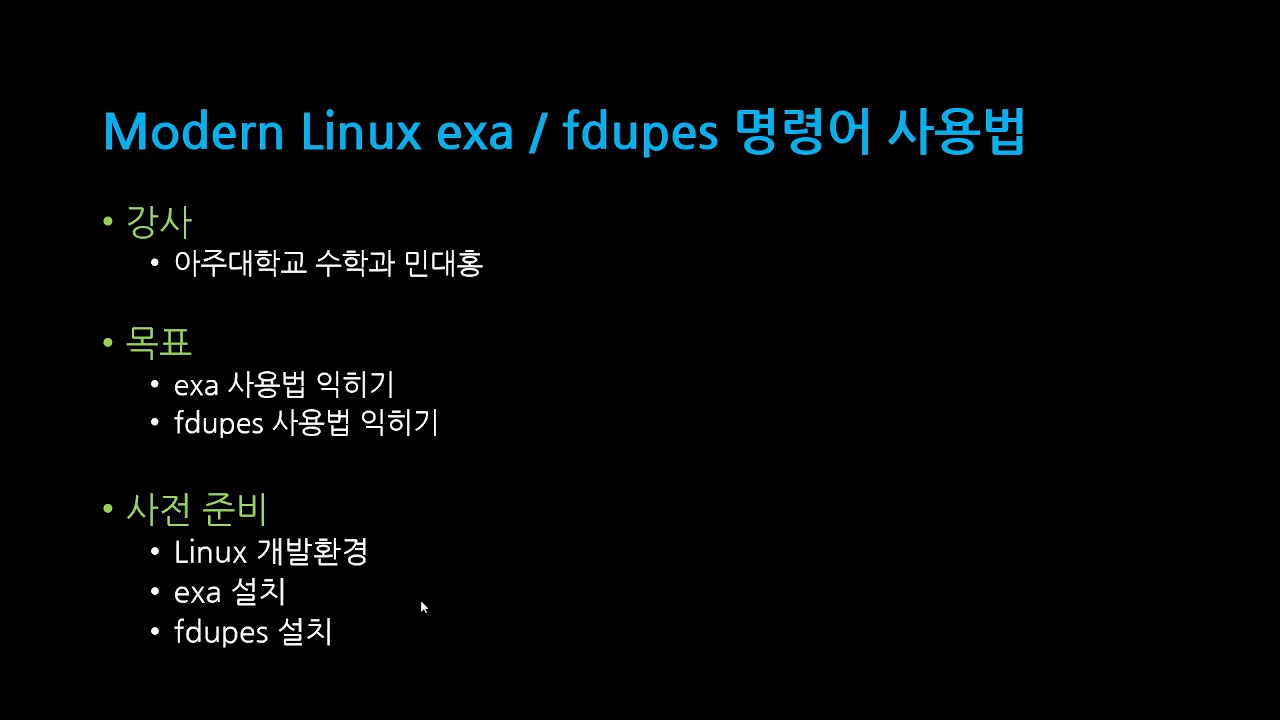 Modern Linux exa / fdupes 명령어 사용법
• 강사
• 아주대학교 수학과 민대홍
• 목표
• exa 사용법 익히기
• fdupes 사용법 익히기
• 사전 준비
• Linux 개발환경
• exa 설치
• fdupes 설치